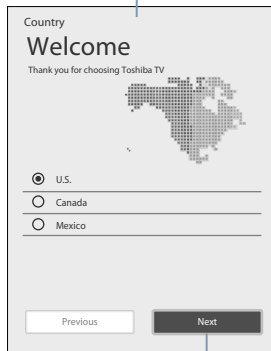 Country
Welcome
Thank you for choosing Toshiba TV
U.S.
Canada
Mexico
Previous
Next